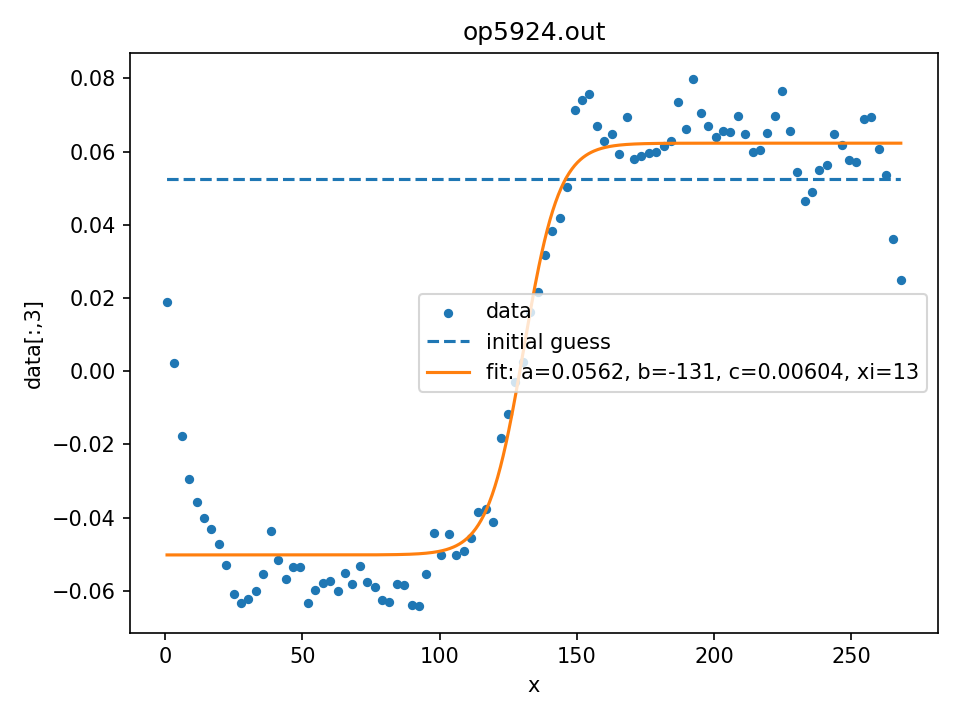 op5924.out
data[:,3]
0.08
0.06
0.04
0.02
0.00
−0.02
−0.04
−0.06
data
initial guess
fit: a=0.0562, b=-131, c=0.00604, xi=13
0 50 100 150 200 250
x